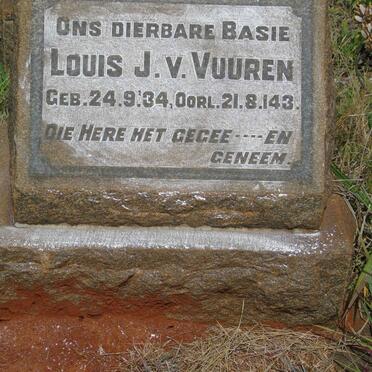 ONS DIERBARE BASIE
LOUIS J. V. VUUREN
GEB. 24.9.'34, OORL. 21.8.'43.
DIE HERE HET GEGEE ---- EN
GENEEM.